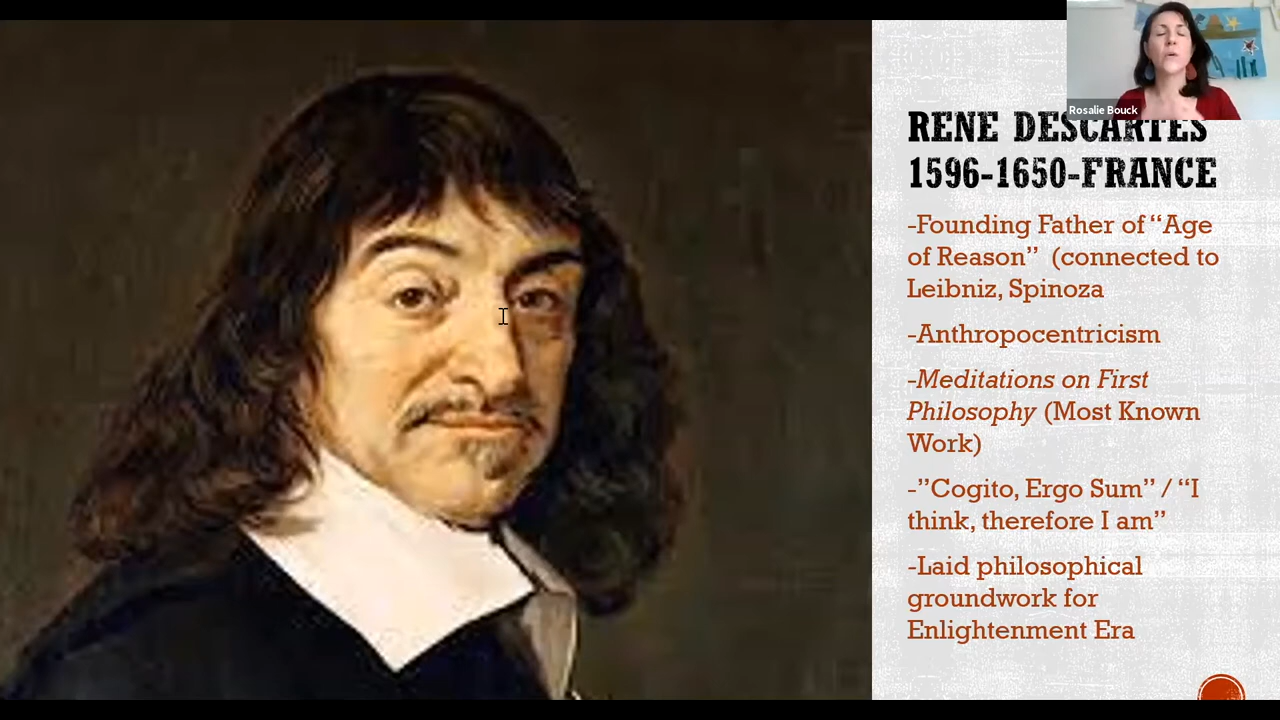 Rosalie Bouck
RENE DESCARTES
1596-1650-FRANCE
-Founding Father of “Age
of Reason” (connected to
Leibniz, Spinoza
-Anthropocentricism
-Meditations on First
Philosophy (Most Known
Work)
-”Cogito, Ergo Sum” / “I
think, therefore I am”
-Laid philosophical
groundwork for
Enlightenment Era